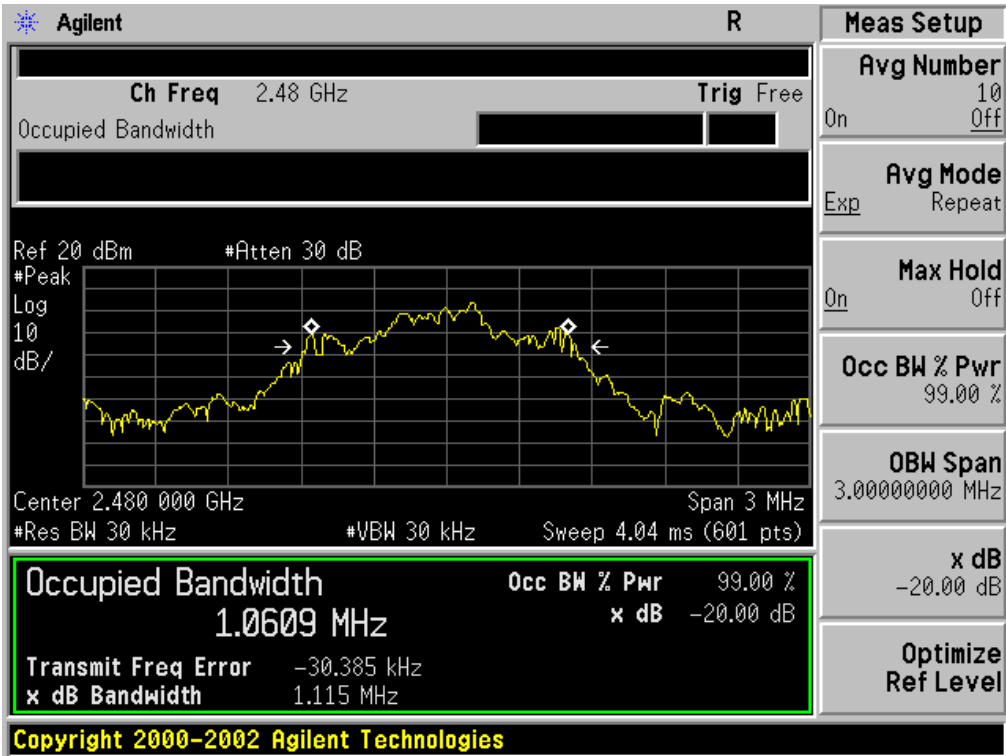 Agilent R
Ch Freq 2.48 GHz Trig Free
Occupied Bandwidth
Ref 20 dBm #Atten 30 dB
#Peak
Log
10
dB/
Center 2.480 000 GHz Span 3 MHz
#Res BW 30 kHz #VBW 30 kHz Sweep 4.04 ms (601 pts)
Occupied Bandwidth Occ BW % Pwr 99.00 %
1.0609 MHz x dB -20.00 dB
Transmit Freq Error -30.385 kHz
x dB Bandwidth 1.115 MHz
Copyright 2000-2002 Agilent Technologies
Meas Setup
Avg Number
10
On Off
Avg Mode
Exp Repeat
Max Hold
On Off
Occ BW % Pwr
99.00 %
OBW Span
3.00000000 MHz
x dB
-20.00 dB
Optimize
Ref Level